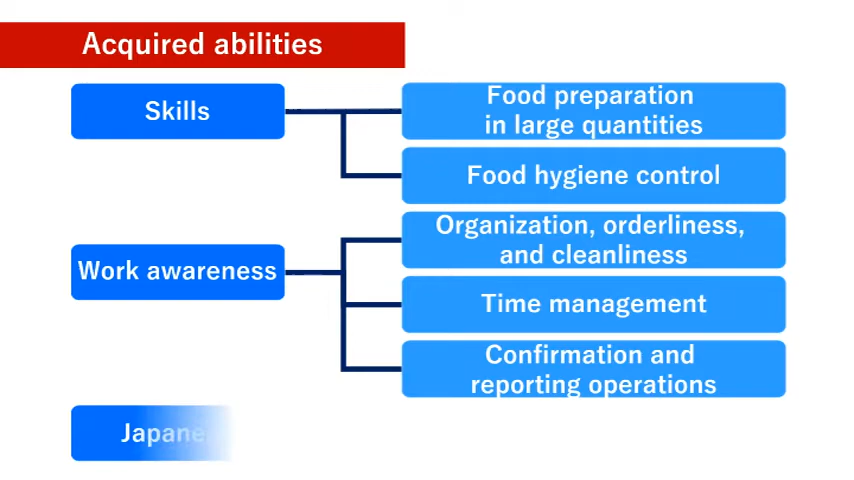 Acquired abilities
Skills
Food preparation
in large quantities
Food hygiene control
Work awareness
Organization, orderliness,
and cleanliness
Time management
Confirmation and
reporting operations